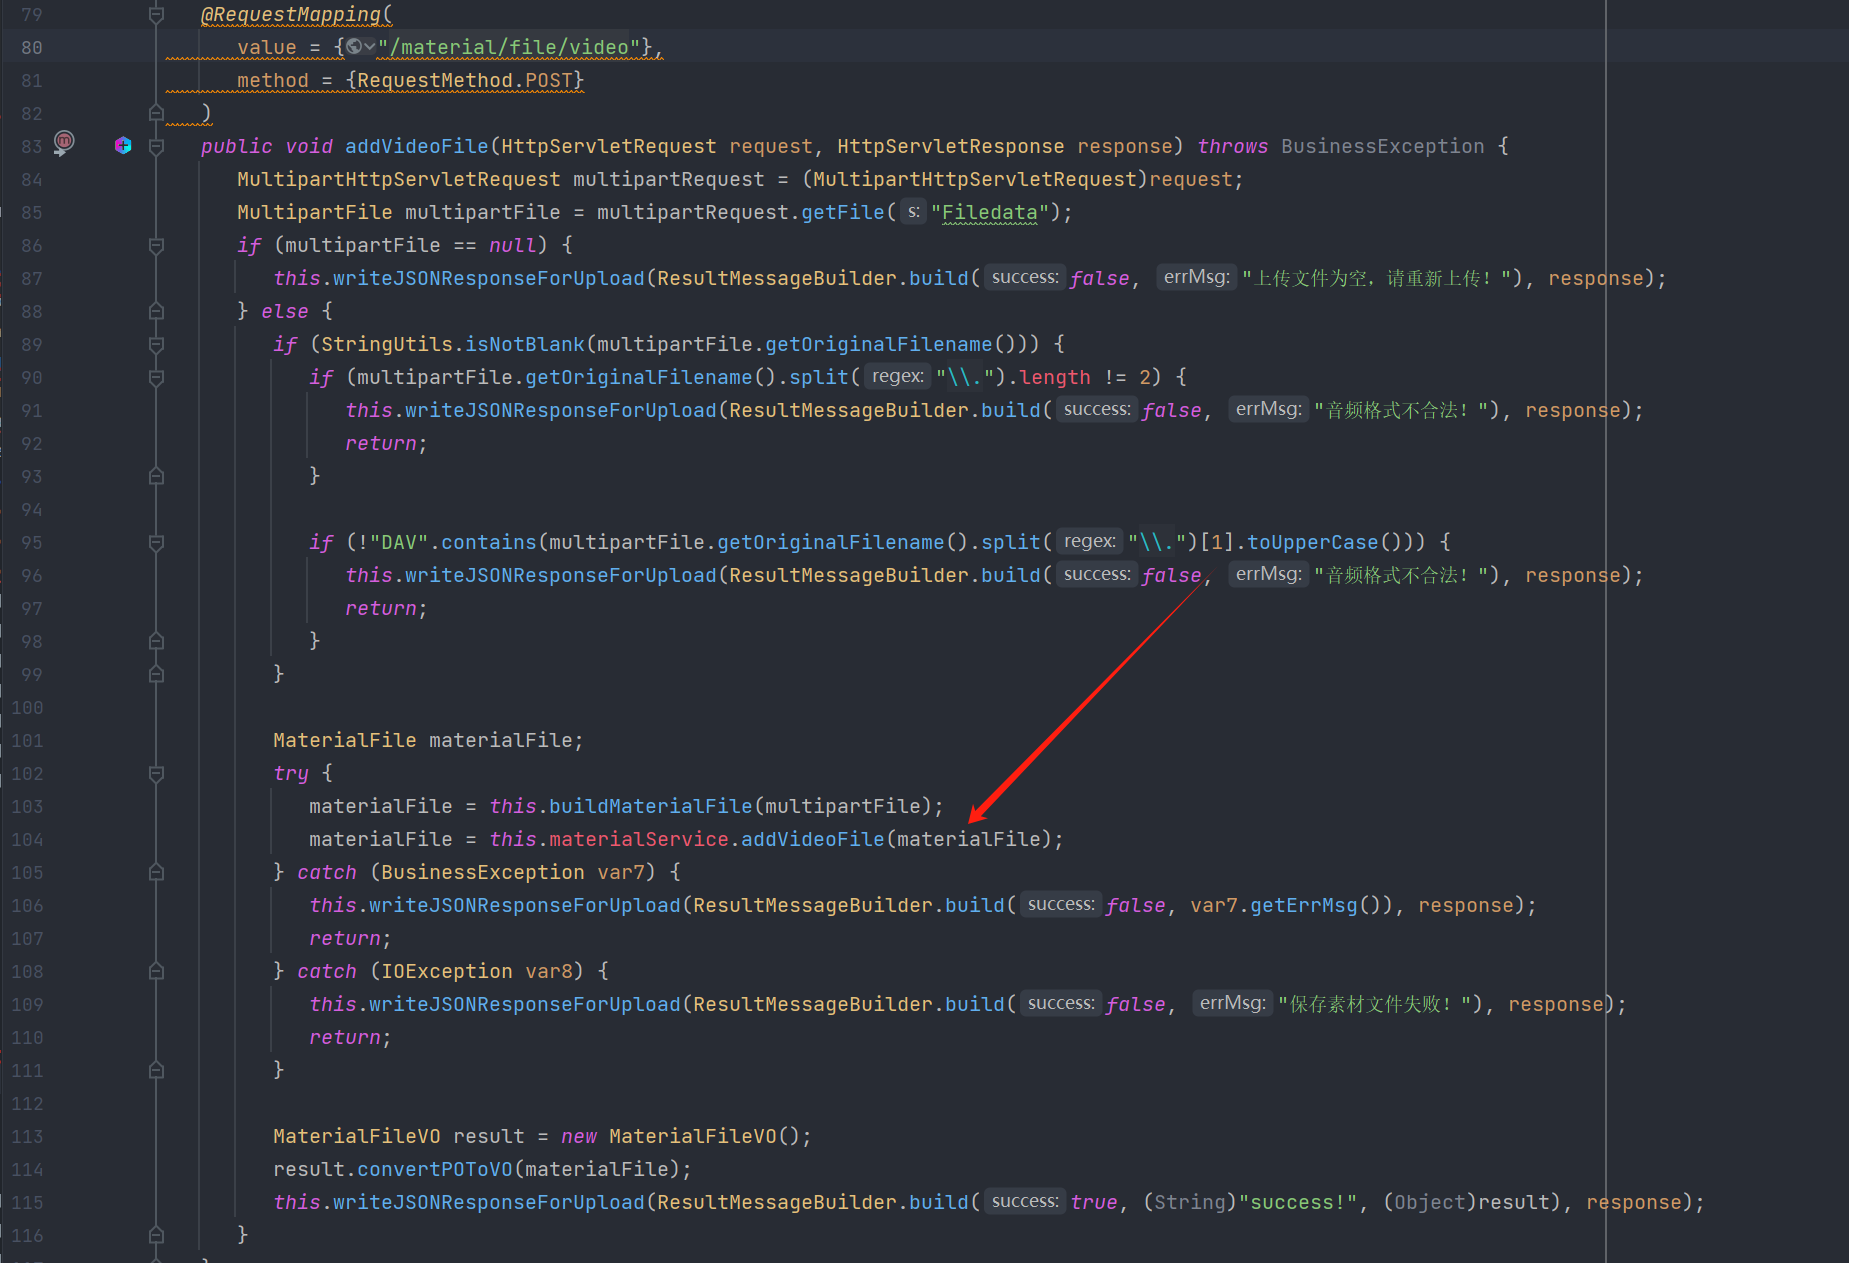 79 @RequestMapping(
80 value = {"/material/file/video"},
81 method = {RequestMethod.POST}
82 )
83 public void addVideoFile(HttpServletRequest request, HttpServletResponse response) throws BusinessException {
84 MultipartHttpServletRequest multipartRequest = (MultipartHttpServletRequest)request;
85 MultipartFile multipartFile = multipartRequest.getFile( s: "Filedata");
86 if (multipartFile == null) {
87 this.writeJSONResponseForUpload(ResultMessageBuilder.build( success: false, errMsg: "上传文件为空，请重新上传！"), response);
88 } else {
89 if (StringUtils.isNotBlank(multipartFile.getOriginalFilename())) {
90 if (multipartFile.getOriginalFilename().split( regex: "\\.").length != 2) {
91 this.writeJSONResponseForUpload(ResultMessageBuilder.build( success: false, errMsg: "音频格式不合法！"), response);
92 return;
93 }
94
95 if (!"DAV".contains(multipartFile.getOriginalFilename().split( regex: "\\.")[1].toUpperCase())) {
96 this.writeJSONResponseForUpload(ResultMessageBuilder.build( success: false, errMsg: "音频格式不合法！"), response);
97 return;
98 }
99 }
100
101 MaterialFile materialFile;
102 try {
103 materialFile = this.buildMaterialFile(multipartFile);
104 materialFile = this.materialService.addVideoFile(materialFile);
105 } catch (BusinessException var7) {
106 this.writeJSONResponseForUpload(ResultMessageBuilder.build( success: false, var7.getErrMsg()), response);
107 return;
108 } catch (IOException var8) {
109 this.writeJSONResponseForUpload(ResultMessageBuilder.build( success: false, errMsg: "保存素材文件失败！"), response);
110 return;
111 }
112
113 MaterialFileVO result = new MaterialFileVO();
114 result.convertPOToVO(materialFile);
115 this.writeJSONResponseForUpload(ResultMessageBuilder.build( success: true, (String)"success!", (Object)result), response);
116 }